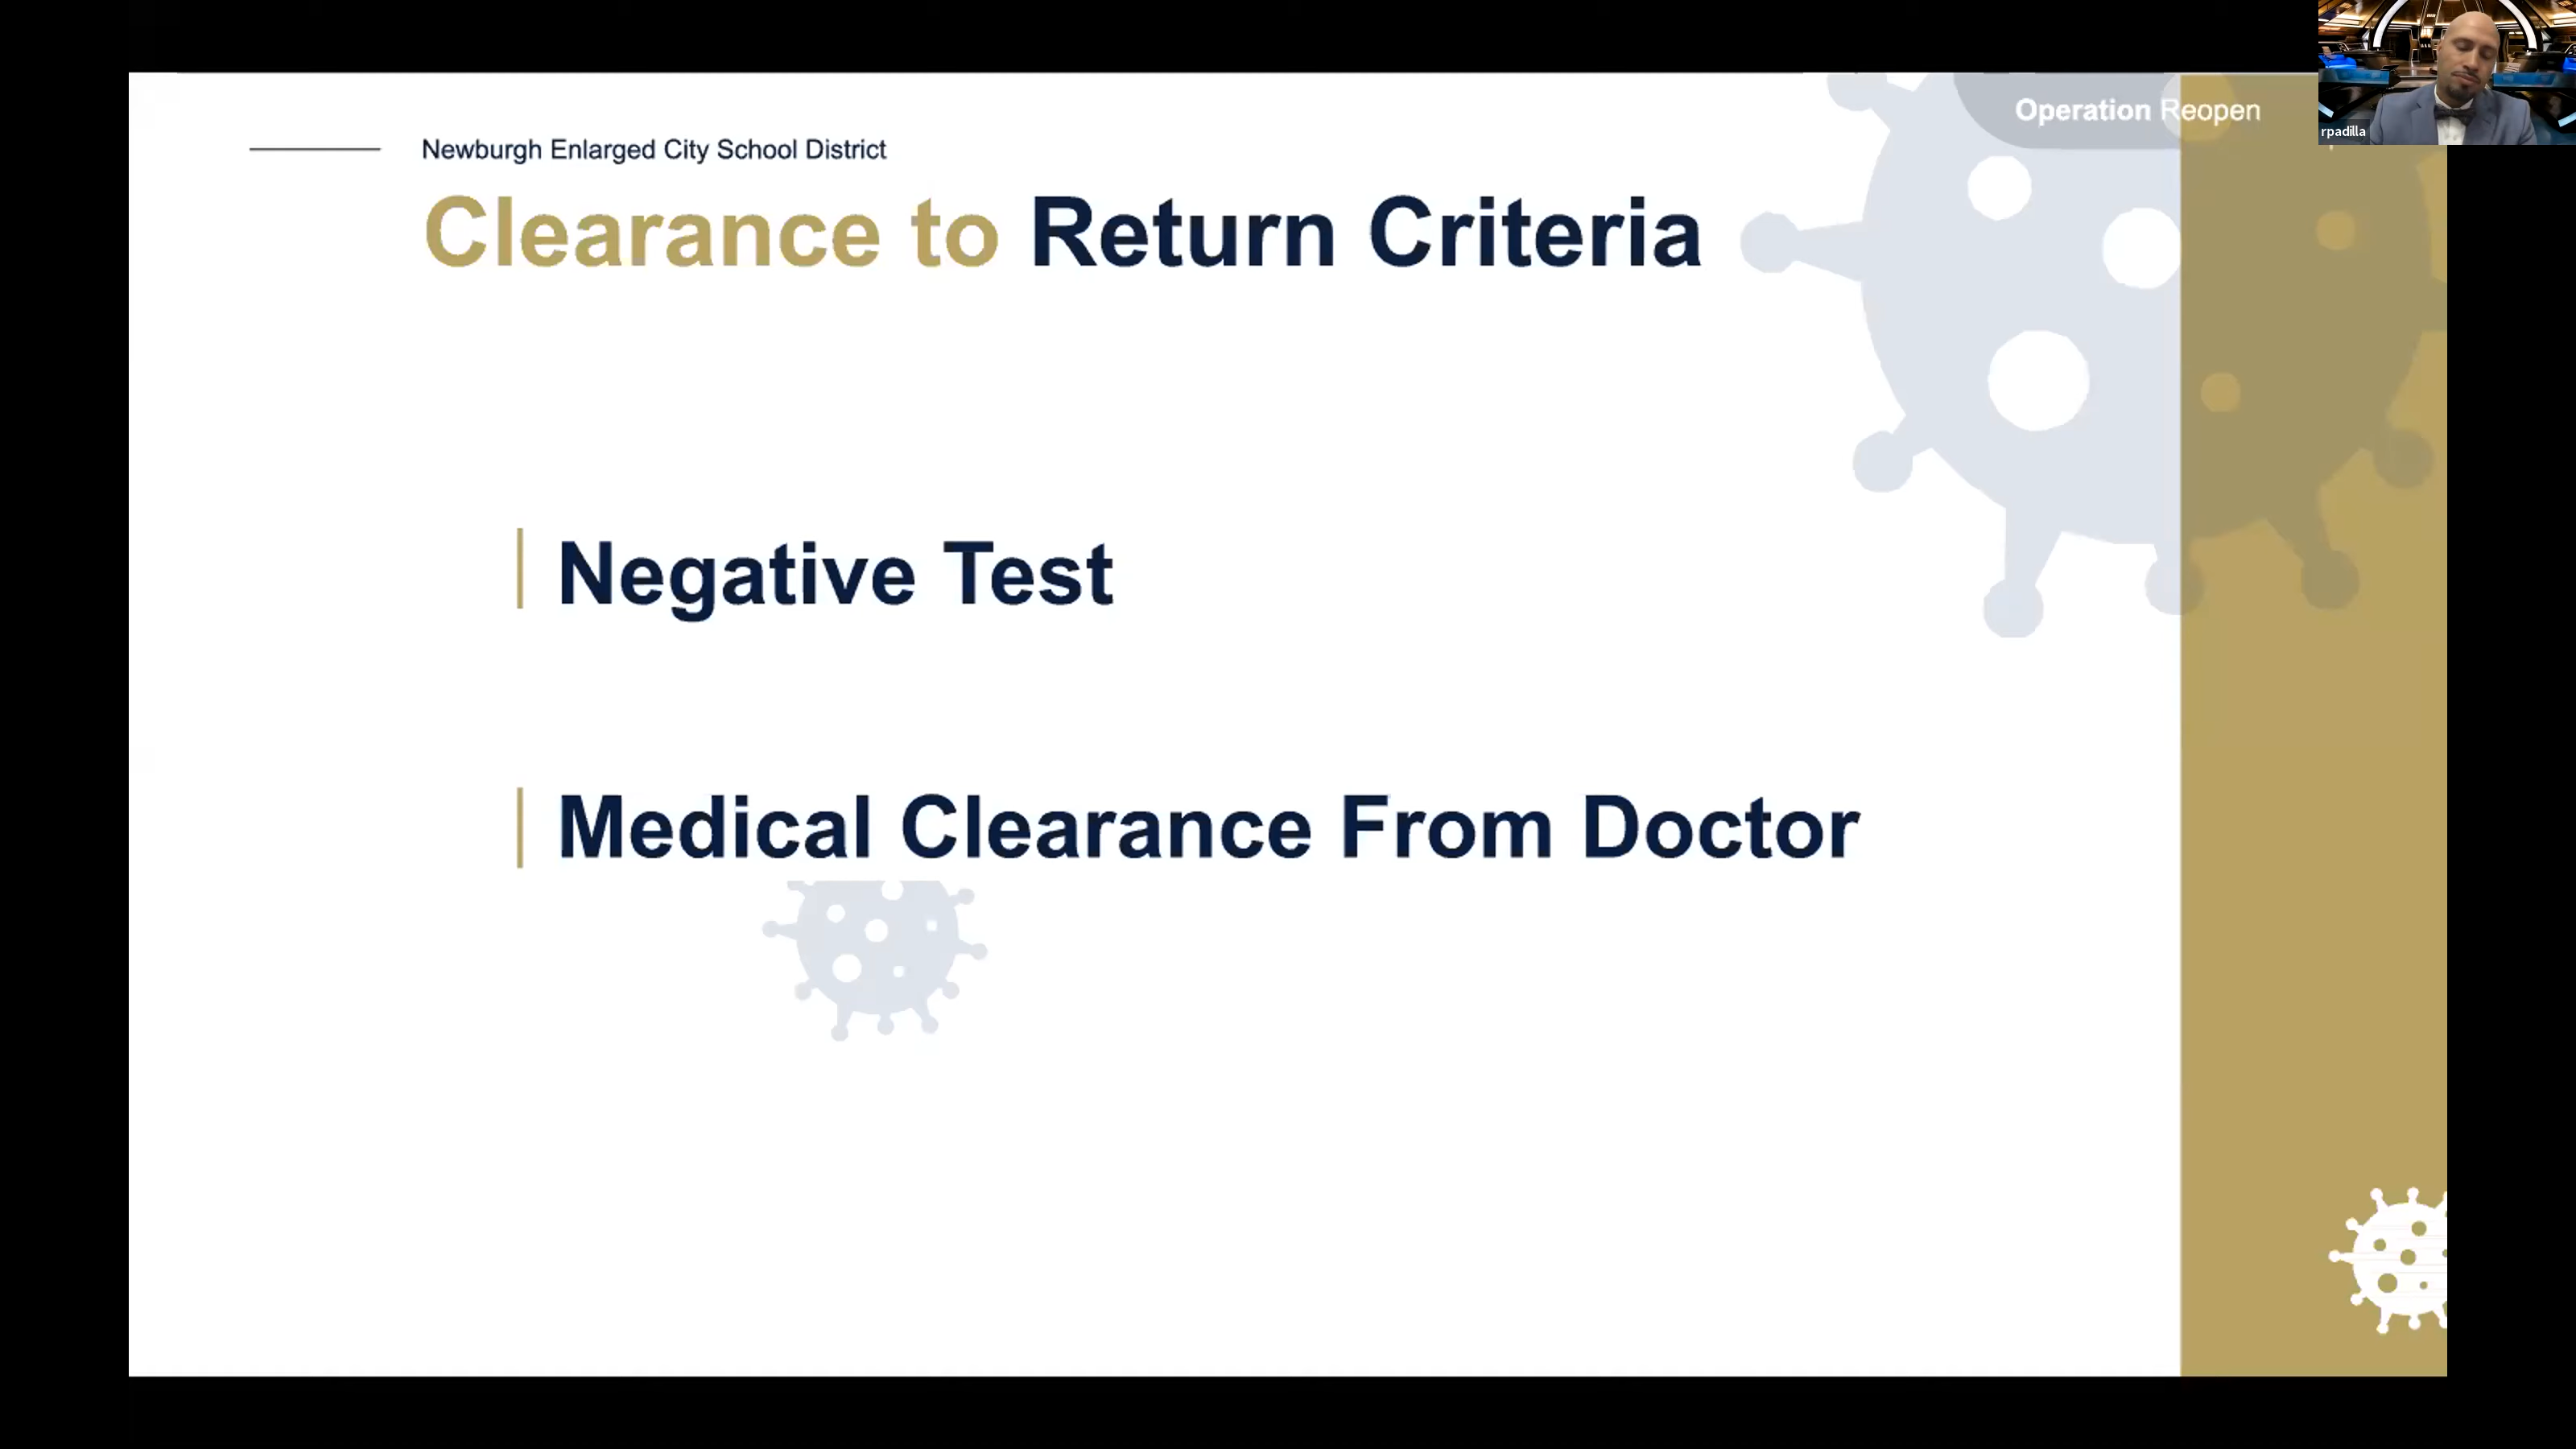 Operation Reopen
rpadilla
Newburgh Enlarged City School District
Clearance to Return Criteria
Negative Test
Medical Clearance From Doctor